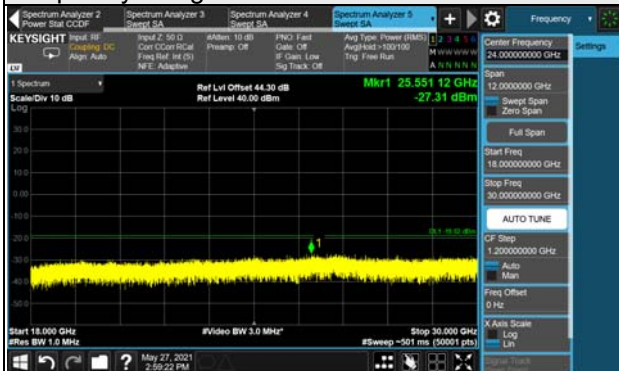 Spectrum Analyzer 2
Power Stat CCDF
Spectrum Analyzer 3
Swept SA
Spectrum Analyzer 4
Swept SA
Spectrum Analyzer 5
Swept SA
Frequency
KEYSIGHT
Input: RF
Coupling: DC
Align: Auto
Input Z: 50 Ω
Corr CCorr RCal
Freq Ref: Int (S)
NFE: Adaptive
#Atten: 10 dB
Preamp: Off
PNO: Fast
Gate: Off
IF Gain: Low
Sig Track: Off
Avg Type: Power (RMS)
Avg|Hold:>100/100
Trig: Free Run
1 2 3 4 5 6
M W W W W W
A N N N N N
LXI
1 Spectrum
Scale/Div 10 dB
Log
Ref Lvl Offset 44.30 dB
Ref Level 40.00 dBm
Mkr1 25.551 12 GHz
-27.31 dBm
30.0
20.0
10.0
0.00
-10.0
-20.0
-30.0
-40.0
-50.0
1
Start 18.000 GHz
#Res BW 1.0 MHz
#Video BW 3.0 MHz*
Stop 30.000 GHz
#Sweep ~501 ms (50001 pts)
Center Frequency
24.000000000 GHz
Settings
Span
12.0000000 GHz
Swept Span
Zero Span
Full Span
Start Freq
18.000000000 GHz
Stop Freq
30.000000000 GHz
AUTO TUNE
CF Step
1.200000000 GHz
Auto
Man
Freq Offset
0 Hz
X Axis Scale
Log
Lin
Signal Track
May 27, 2021
2:59:22 PM